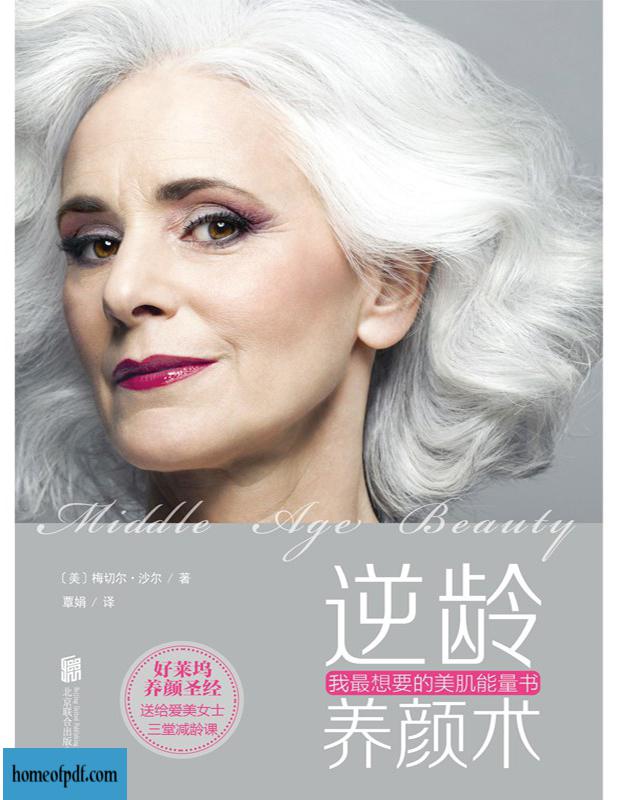 Middle Age Beauty
〔美〕梅切尔·沙尔 / 著
覃娟 / 译
逆龄
我最想要的美肌能量书
养颜术
好莱坞
养颜圣经
送给爱美女士
三堂减龄课
北京联合出版
homeofpdf.com